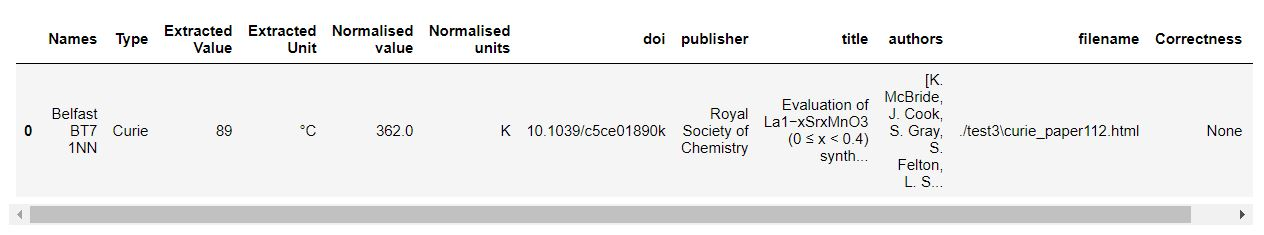 Names Type Extracted Value Extracted Unit Normalised value Normalised units doi publisher title authors filename Correctness
0 Belfast BT7 1NN Curie 89 °C 362.0 K 10.1039/c5ce01890k Royal Society of Chemistry Evaluation of La1−xSrxMnO3 (0 ≤ x < 0.4) synth... [K. McBride, J. Cook, S. Gray, S. Felton, L. S... ./test3\curie_paper112.html None